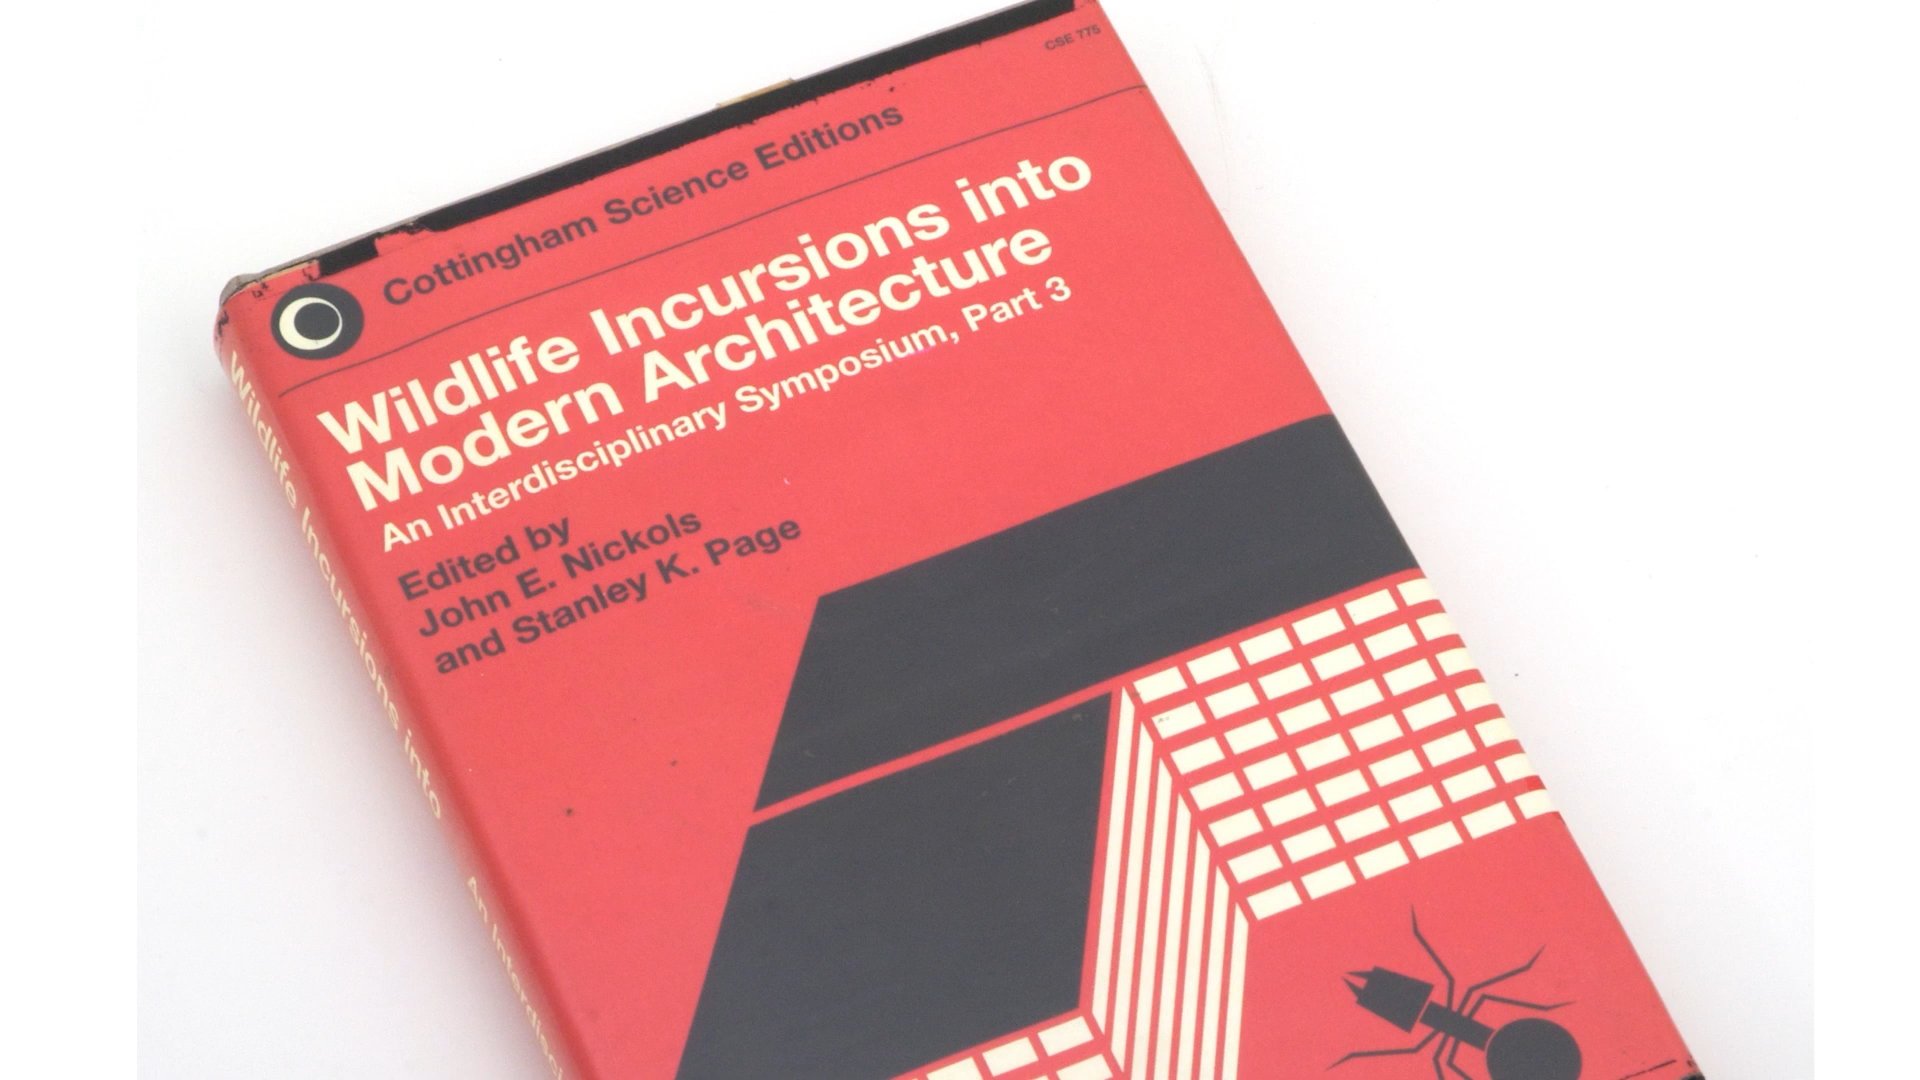 CSE 775
Cottingham Science Editions
Wildlife Incursions into
Modern Architecture
An Interdisciplinary Symposium, Part 3
Edited by
John E. Nickols
and Stanley K. Page
Wildlife Incursions into
An Interdisci